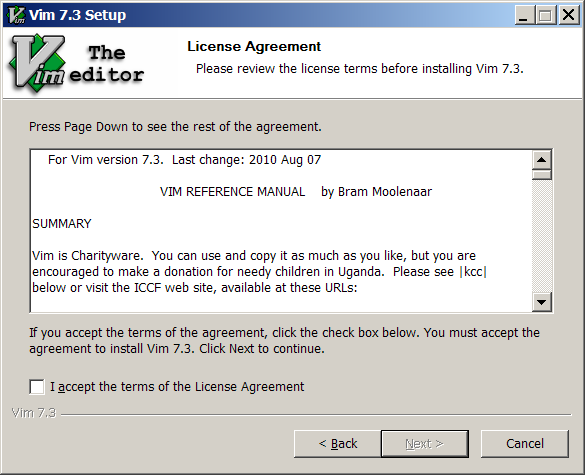 Vim 7.3 Setup
The
Vim editor
License Agreement
Please review the license terms before installing Vim 7.3.
Press Page Down to see the rest of the agreement.
For Vim version 7.3.  Last change: 2010 Aug 07
VIM REFERENCE MANUAL    by Bram Moolenaar
SUMMARY
Vim is Charityware.  You can use and copy it as much as you like, but you are
encouraged to make a donation for needy children in Uganda.  Please see |kcc|
below or visit the ICCF web site, available at these URLs:
If you accept the terms of the agreement, click the check box below. You must accept the
agreement to install Vim 7.3. Click Next to continue.
I accept the terms of the License Agreement
Vim 7.3
< Back
Next >
Cancel